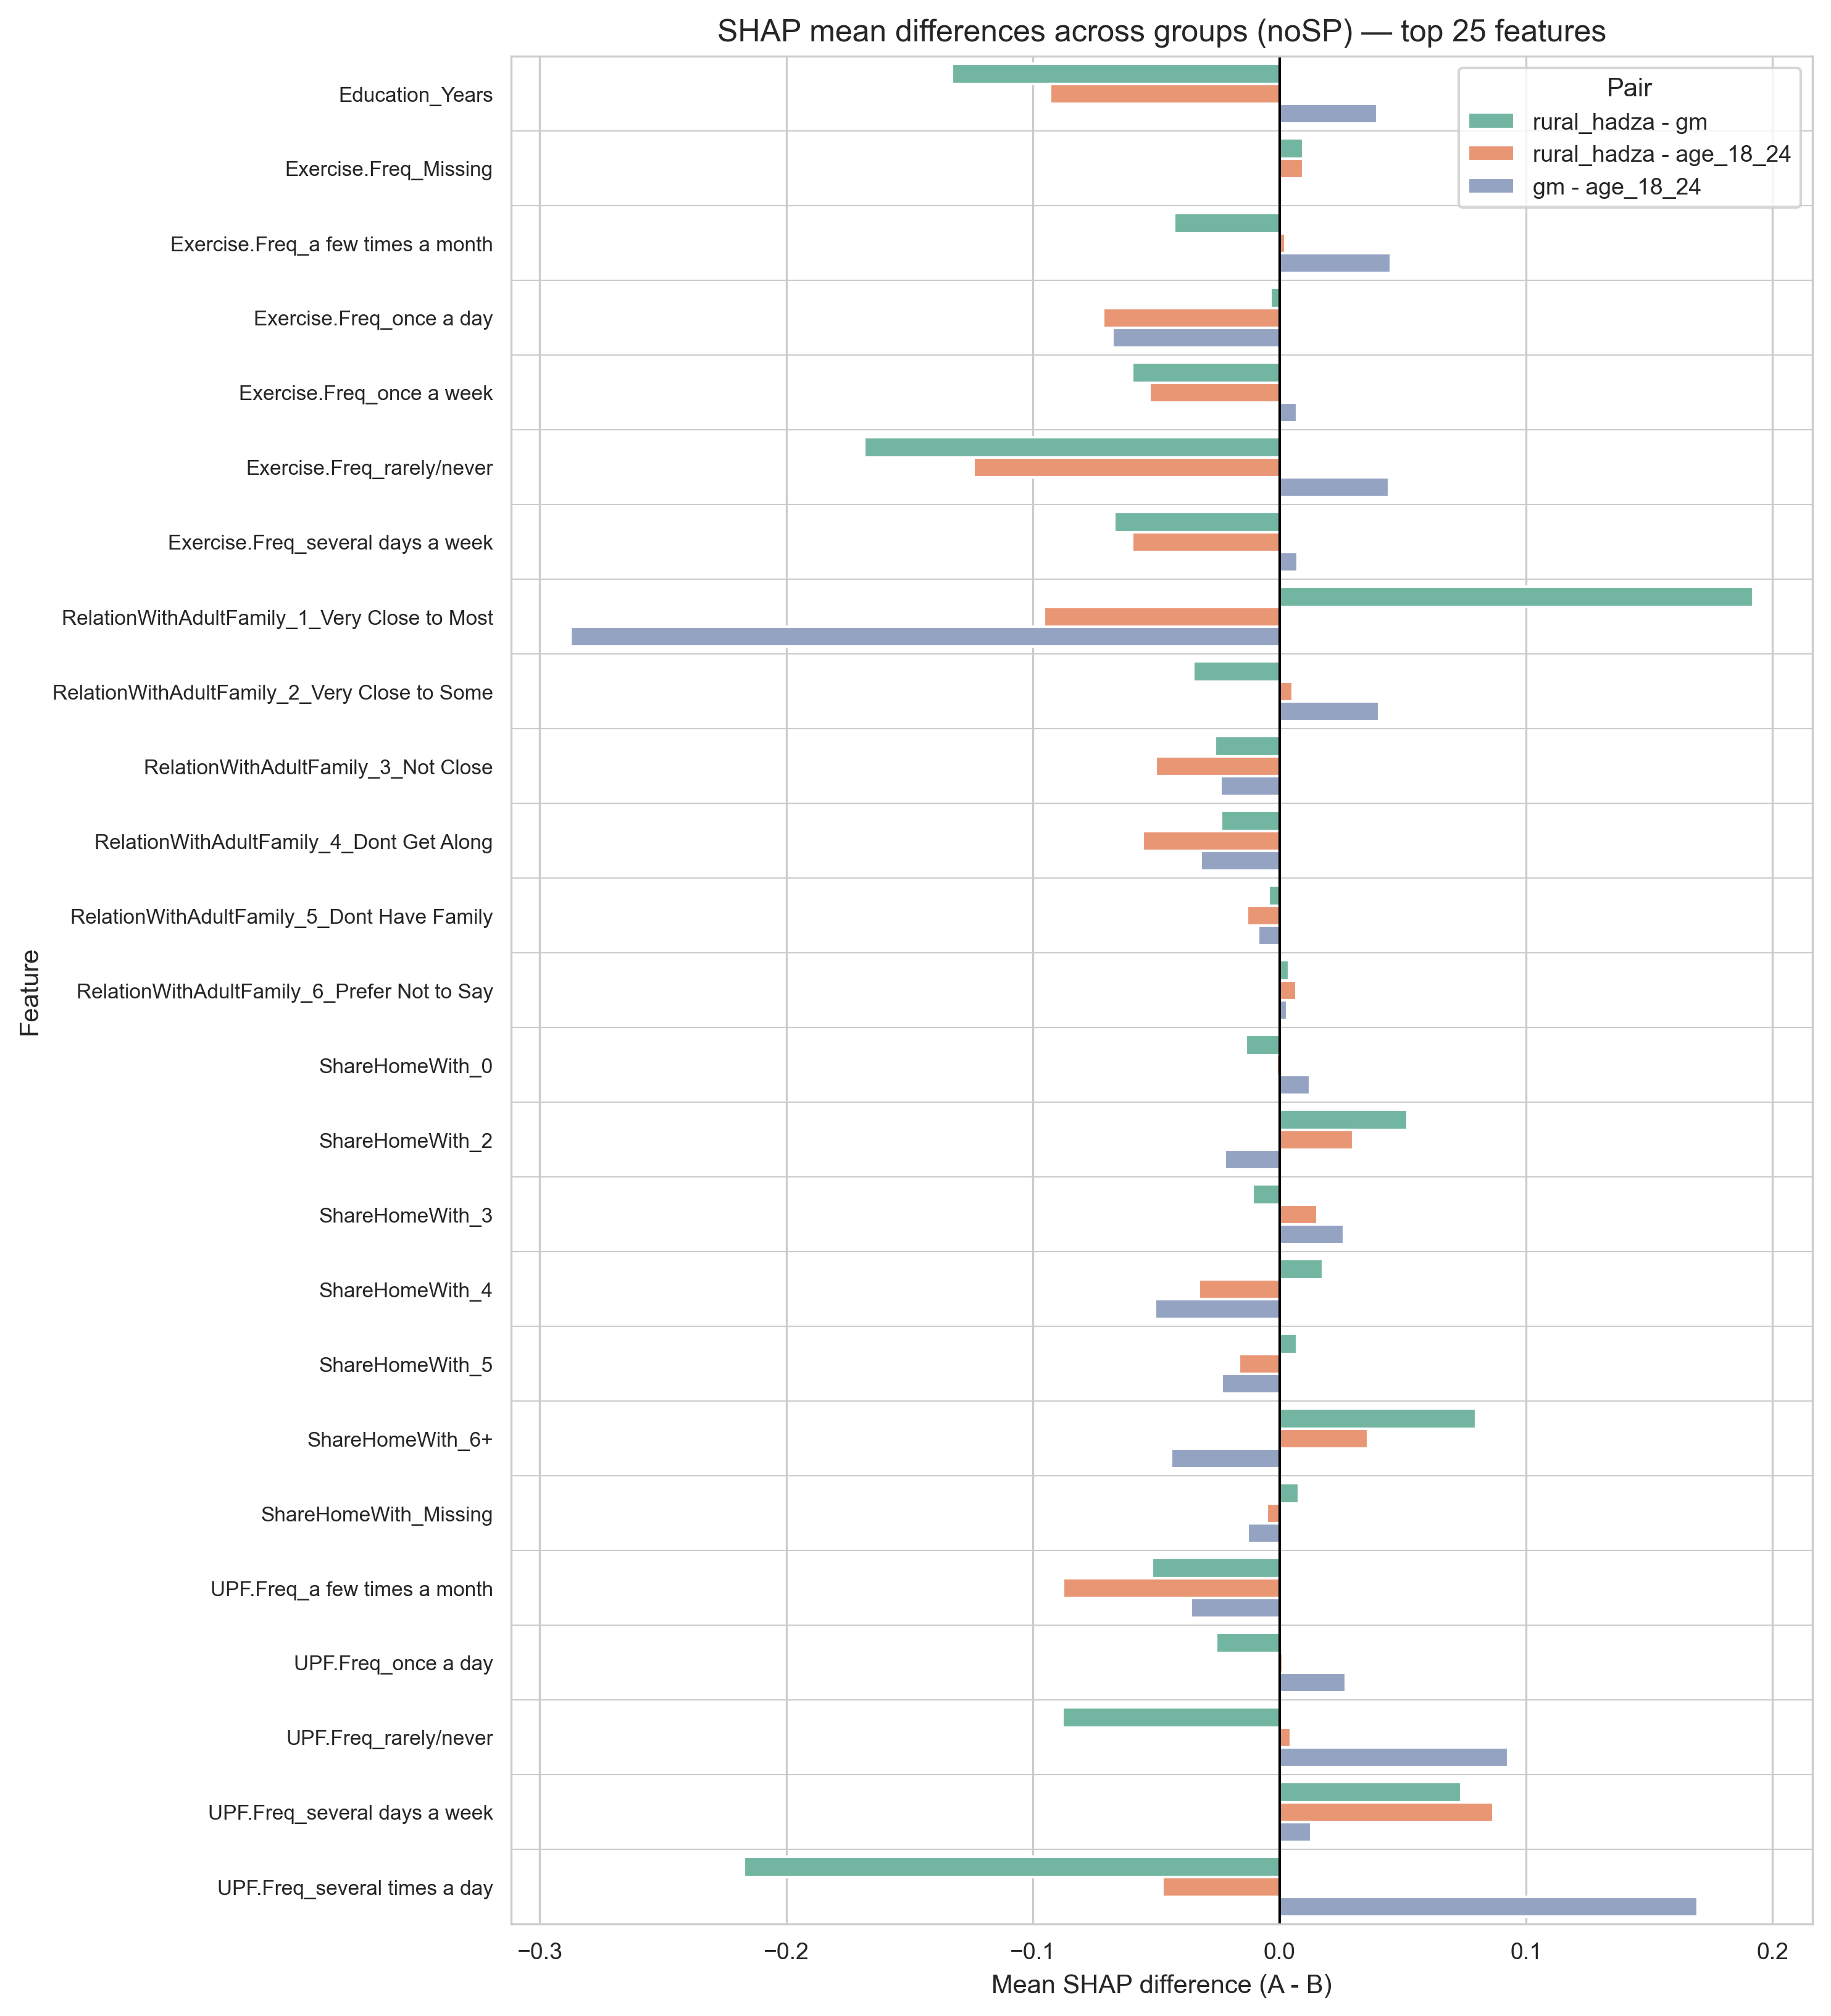 SHAP mean differences across groups (noSP) — top 25 features
Pair
rural_hadza - gm
rural_hadza - age_18_24
gm - age_18_24
Feature
Education_Years
Exercise.Freq_Missing
Exercise.Freq_a few times a month
Exercise.Freq_once a day
Exercise.Freq_once a week
Exercise.Freq_rarely/never
Exercise.Freq_several days a week
RelationWithAdultFamily_1_Very Close to Most
RelationWithAdultFamily_2_Very Close to Some
RelationWithAdultFamily_3_Not Close
RelationWithAdultFamily_4_Dont Get Along
RelationWithAdultFamily_5_Dont Have Family
RelationWithAdultFamily_6_Prefer Not to Say
ShareHomeWith_0
ShareHomeWith_2
ShareHomeWith_3
ShareHomeWith_4
ShareHomeWith_5
ShareHomeWith_6+
ShareHomeWith_Missing
UPF.Freq_a few times a month
UPF.Freq_once a day
UPF.Freq_rarely/never
UPF.Freq_several days a week
UPF.Freq_several times a day
−0.3 −0.2 −0.1 0.0 0.1 0.2
Mean SHAP difference (A - B)